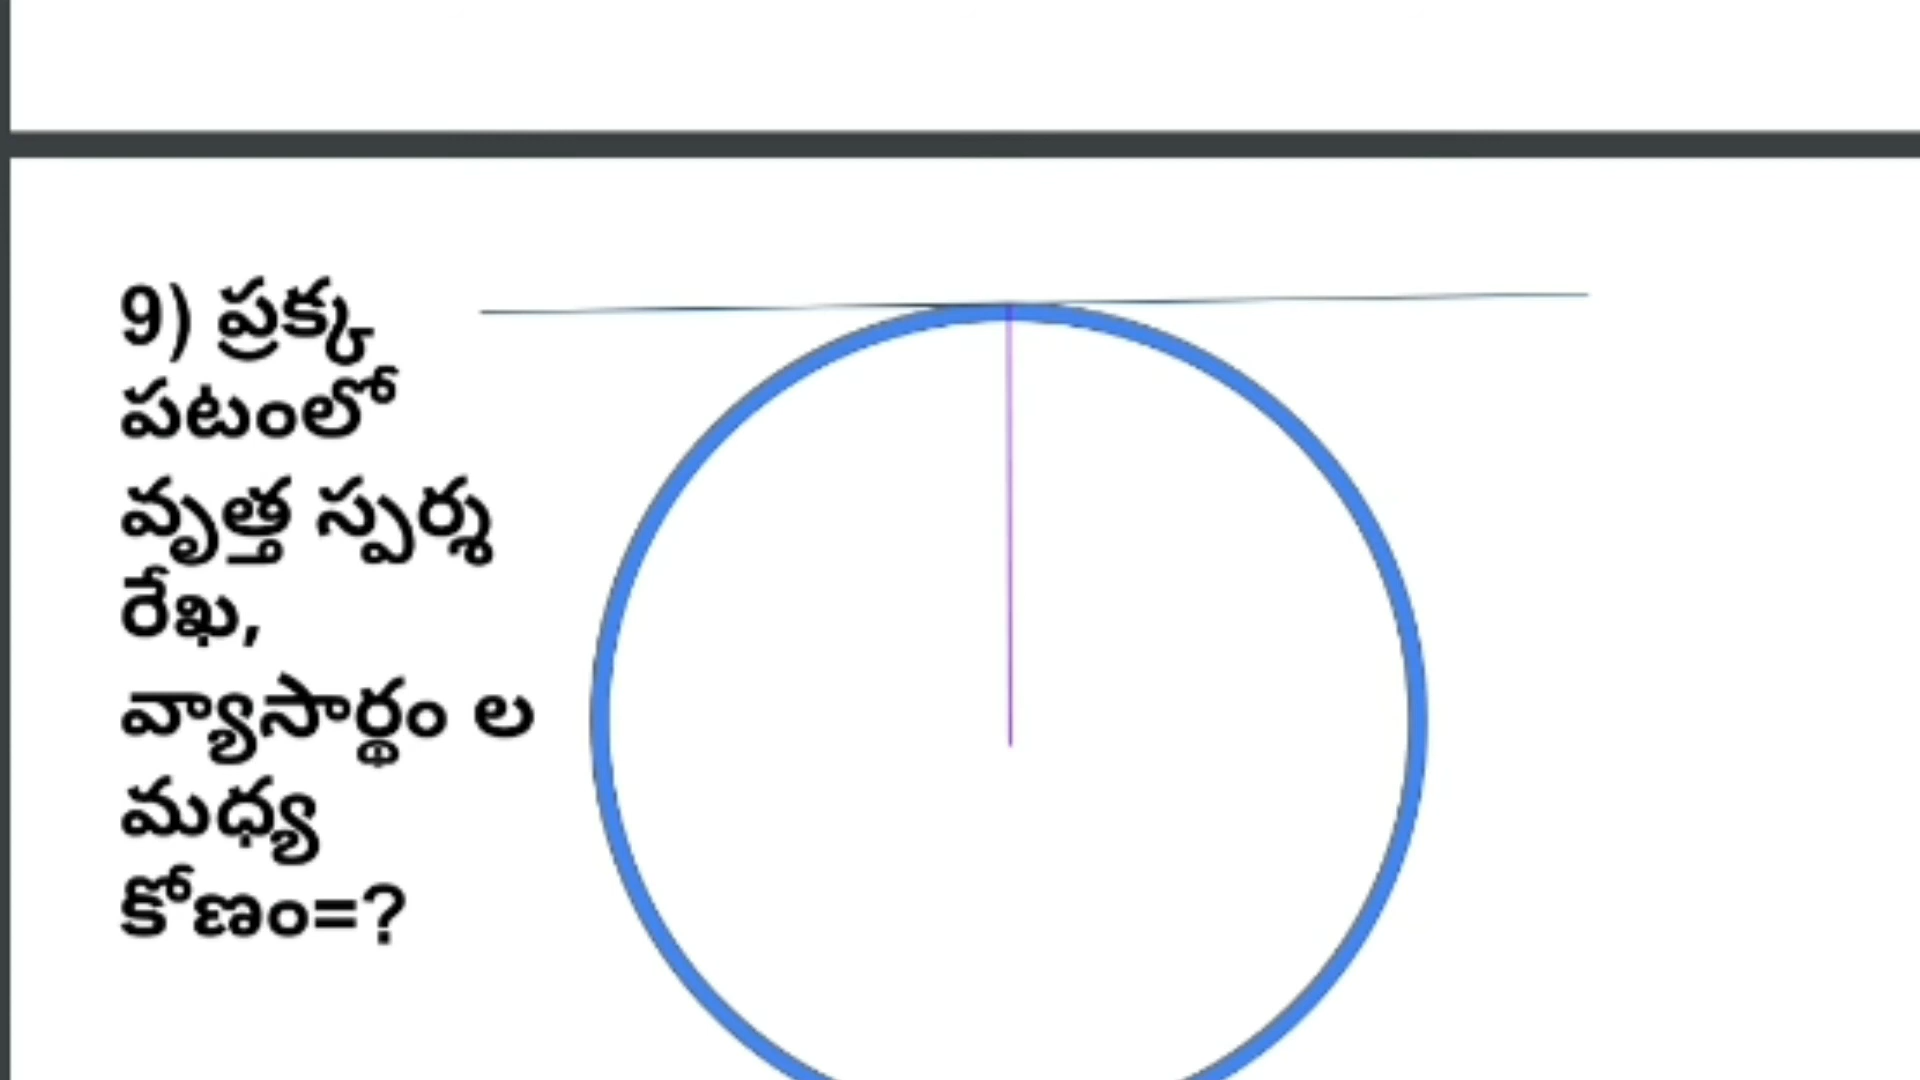 9) ప్రక్క
పటంలో
వృత్త స్పర్శ
రేఖ,
వ్యాసార్థం ల
మధ్య
కోణం=?